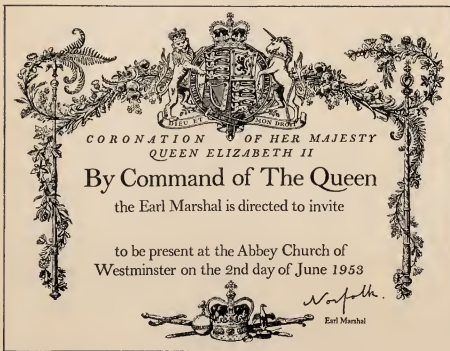 DIEU ET MON DROIT
CORONATION OF HER MAJESTY
QUEEN ELIZABETH II
By Command of The Queen
the Earl Marshal is directed to invite
to be present at the Abbey Church of
Westminster on the 2nd day of June 1953
Norfolk.
Earl Marshal